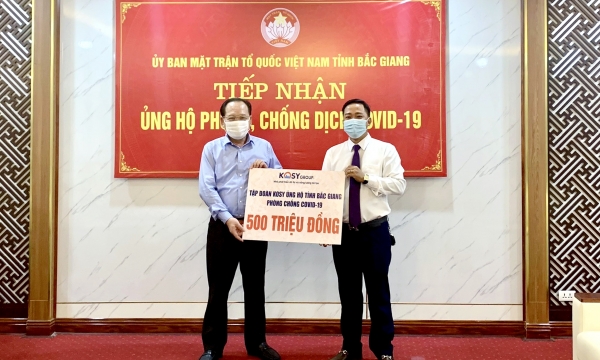 ỦY BAN MẶT TRẬN TỔ QUỐC VIỆT NAM TỈNH BẮC GIANG
TIẾP NHẬN
ỦNG HỘ PHÒNG, CHỐNG DỊCH COVID-19
KOSY GROUP
TẬP ĐOÀN KOSY ỦNG HỘ TỈNH BẮC GIANG
PHÒNG CHỐNG COVID-19
500 TRIỆU ĐỒNG